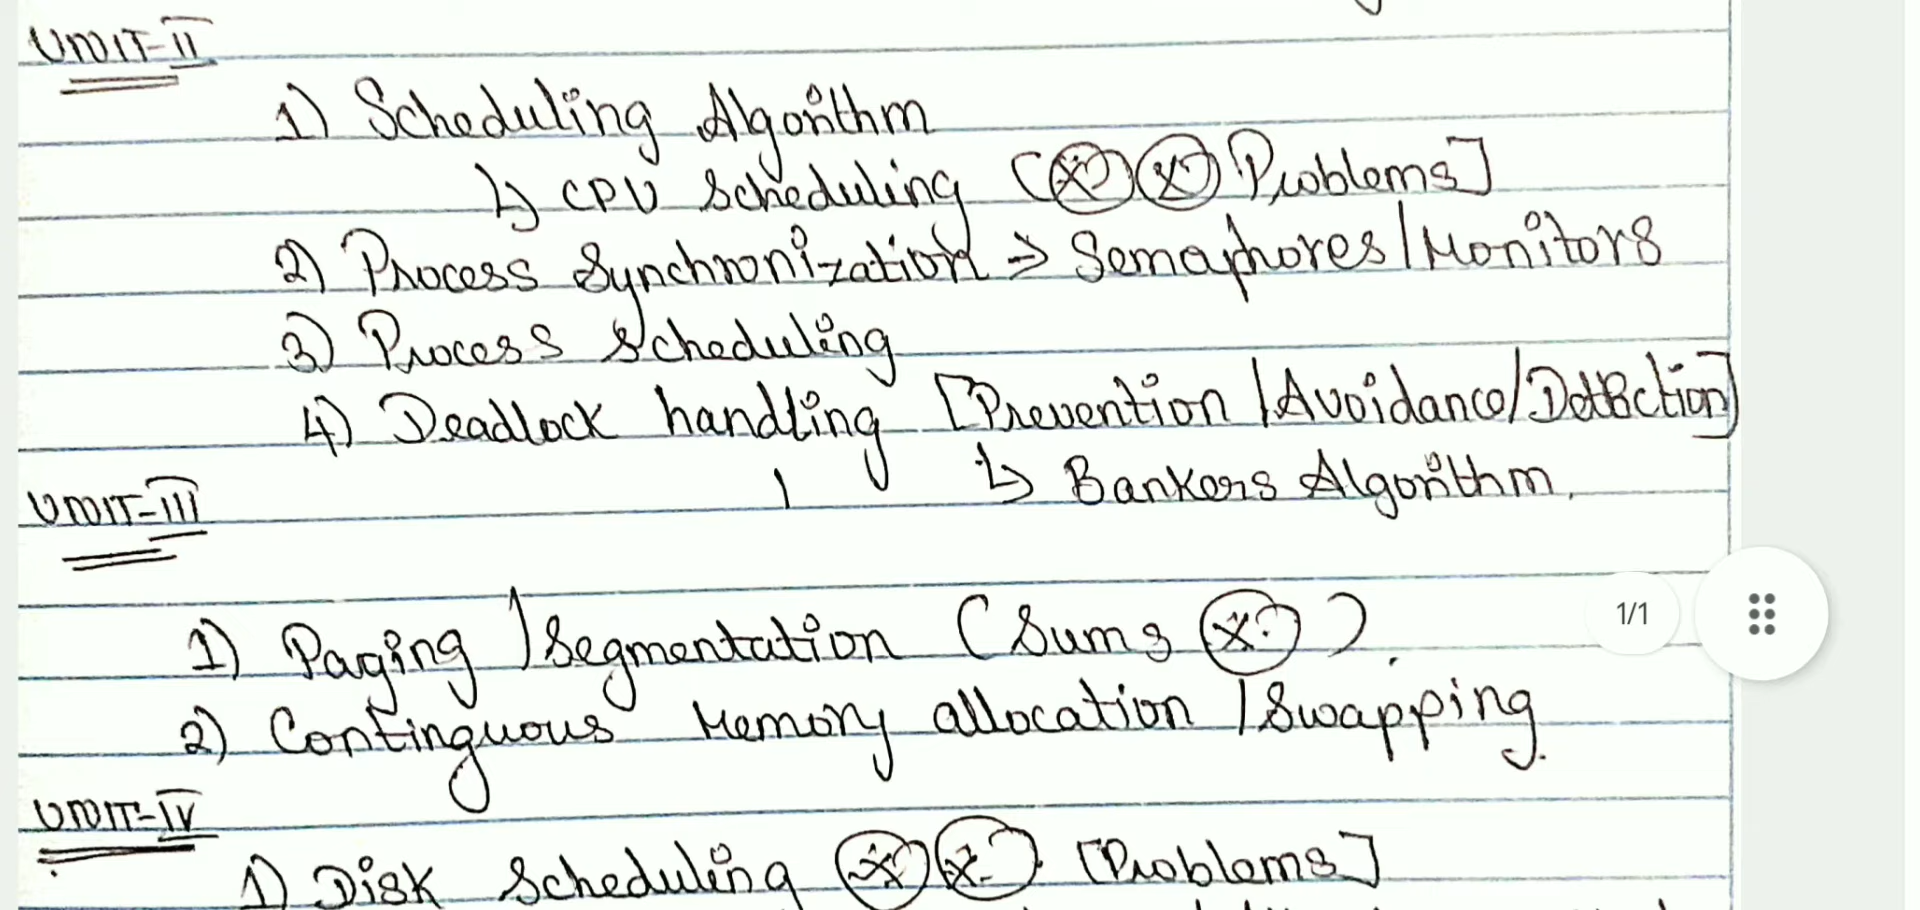 UNIT-II
1) Scheduling Algorithm
↳ CPU Scheduling [Problems]
2) Process Synchronization → Semaphores/Monitors
3) Process Scheduling
4) Deadlock handling [Prevention/Avoidance/Detection]
↳ Bankers Algorithm.
UNIT-III
1) Paging/Segmentation (Sums).
2) Continguous Memory allocation/Swapping.
1/1
UNIT-IV
1) Disk Scheduling [Problems]